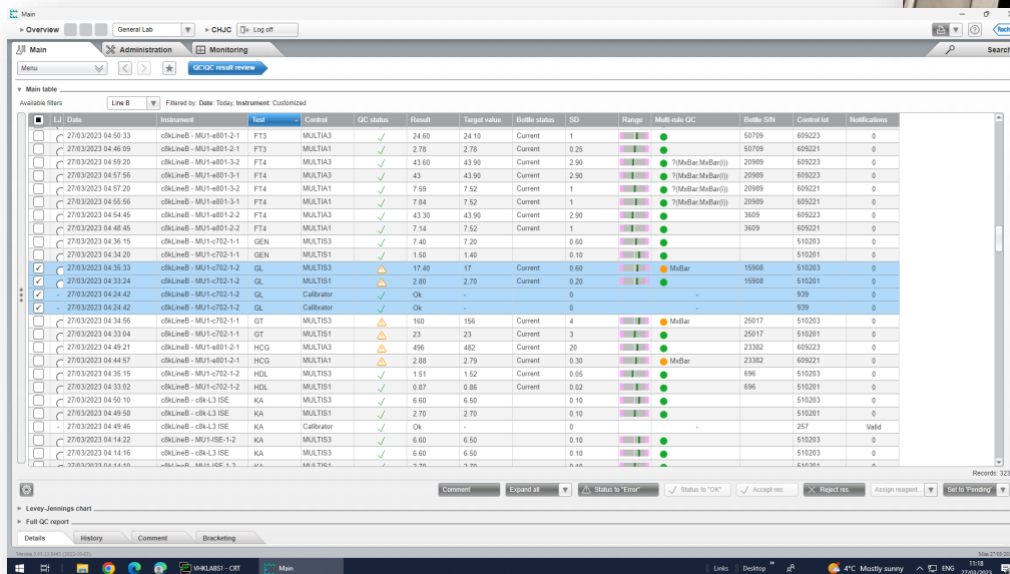 Main
Overview General Lab CHJC Log off
Main Administration Monitoring Search
Menu QC\QC result review
Main table
Available filters Line B Filtered by: Date: Today, Instrument: Customized
Date Instrument Test Control QC status Result Target value Bottle status SD Range Multi-rule QC Bottle S/N Control lot Notifications
27/03/2023 04:50:33 c8kLineB - MU1-e801-2-1 FT3 MULTIA3 24.60 24.10 Current 1 50709 609223 0
27/03/2023 04:46:09 c8kLineB - MU1-e801-2-1 FT3 MULTIA1 2.78 2.78 Current 0.25 50709 609221 0
27/03/2023 04:59:20 c8kLineB - MU1-e801-3-2 FT4 MULTIA3 43.60 43.90 Current 2.90 ?(MxBar;MxBar(i)) 20989 609223 0
27/03/2023 04:57:56 c8kLineB - MU1-e801-3-1 FT4 MULTIA3 43 43.90 Current 2.90 ?(MxBar;MxBar(i)) 20989 609223 0
27/03/2023 04:57:20 c8kLineB - MU1-e801-3-2 FT4 MULTIA1 7.59 7.52 Current 1 ?(MxBar;MxBar(i)) 20989 609221 0
27/03/2023 04:55:56 c8kLineB - MU1-e801-3-1 FT4 MULTIA1 7.84 7.52 Current 1 ?(MxBar;MxBar(i)) 20989 609221 0
27/03/2023 04:54:45 c8kLineB - MU1-e801-2-2 FT4 MULTIA3 43.30 43.90 Current 2.90 3609 609223 0
27/03/2023 04:48:45 c8kLineB - MU1-e801-2-2 FT4 MULTIA1 7.14 7.52 Current 1 3609 609221 0
27/03/2023 04:36:15 c8kLineB - MU1-c702-1-1 GEN MULTIS3 7.40 7.20 0.60 510203 0
27/03/2023 04:34:20 c8kLineB - MU1-c702-1-1 GEN MULTIS1 1.50 1.40 0.10 510201 0
27/03/2023 04:35:33 c8kLineB - MU1-c702-1-2 GL MULTIS3 17.40 17 Current 0.60 MxBar 15908 510203 0
27/03/2023 04:33:24 c8kLineB - MU1-c702-1-2 GL MULTIS1 2.80 2.70 Current 0.20 15908 510201 0
- 27/03/2023 04:24:42 c8kLineB - MU1-c702-1-2 GL Calibrator Ok - 0 - 939 0
- 27/03/2023 04:24:42 c8kLineB - MU1-c702-1-2 GL Calibrator Ok - 0 - 939 0
27/03/2023 04:34:56 c8kLineB - MU1-c702-1-1 GT MULTIS3 160 156 Current 4 MxBar 25017 510203 0
27/03/2023 04:33:04 c8kLineB - MU1-c702-1-1 GT MULTIS1 23 23 Current 3 25017 510201 0
27/03/2023 04:49:21 c8kLineB - MU1-e801-2-1 HCG MULTIA3 496 482 Current 20 23382 609223 0
27/03/2023 04:44:57 c8kLineB - MU1-e801-2-1 HCG MULTIA1 2.88 2.79 Current 0.30 MxBar 23382 609221 0
27/03/2023 04:35:15 c8kLineB - MU1-c702-1-2 HDL MULTIS3 1.51 1.52 Current 0.05 696 510203 0
27/03/2023 04:33:02 c8kLineB - MU1-c702-1-2 HDL MULTIS1 0.87 0.86 Current 0.02 696 510201 0
27/03/2023 04:50:10 c8kLineB - c8k-L3 ISE KA MULTIS3 6.60 6.50 0.10 510203 0
27/03/2023 04:49:58 c8kLineB - c8k-L3 ISE KA MULTIS1 2.70 2.70 0.10 510201 0
- 27/03/2023 04:49:46 c8kLineB - c8k-L3 ISE KA Calibrator Ok - 0 - 257 Valid
27/03/2023 04:14:22 c8kLineB - MU1-ISE-1-2 KA MULTIS3 6.60 6.50 0.10 510203 0
27/03/2023 04:14:16 c8kLineB - c8k-L3 ISE KA MULTIS3 6.60 6.50 0.10 510203 0
Records: 323
Comment Expand all Status to "Error" Status to "OK" Accept res. Reject res. Assign reagent... Set to 'Pending'
Levey-Jennings chart
Full QC report
Details History Comment Bracketing
VHKLABS1 - CRT Main Links Desktop 4°C Mostly sunny ENG 11:18
27/03/2023